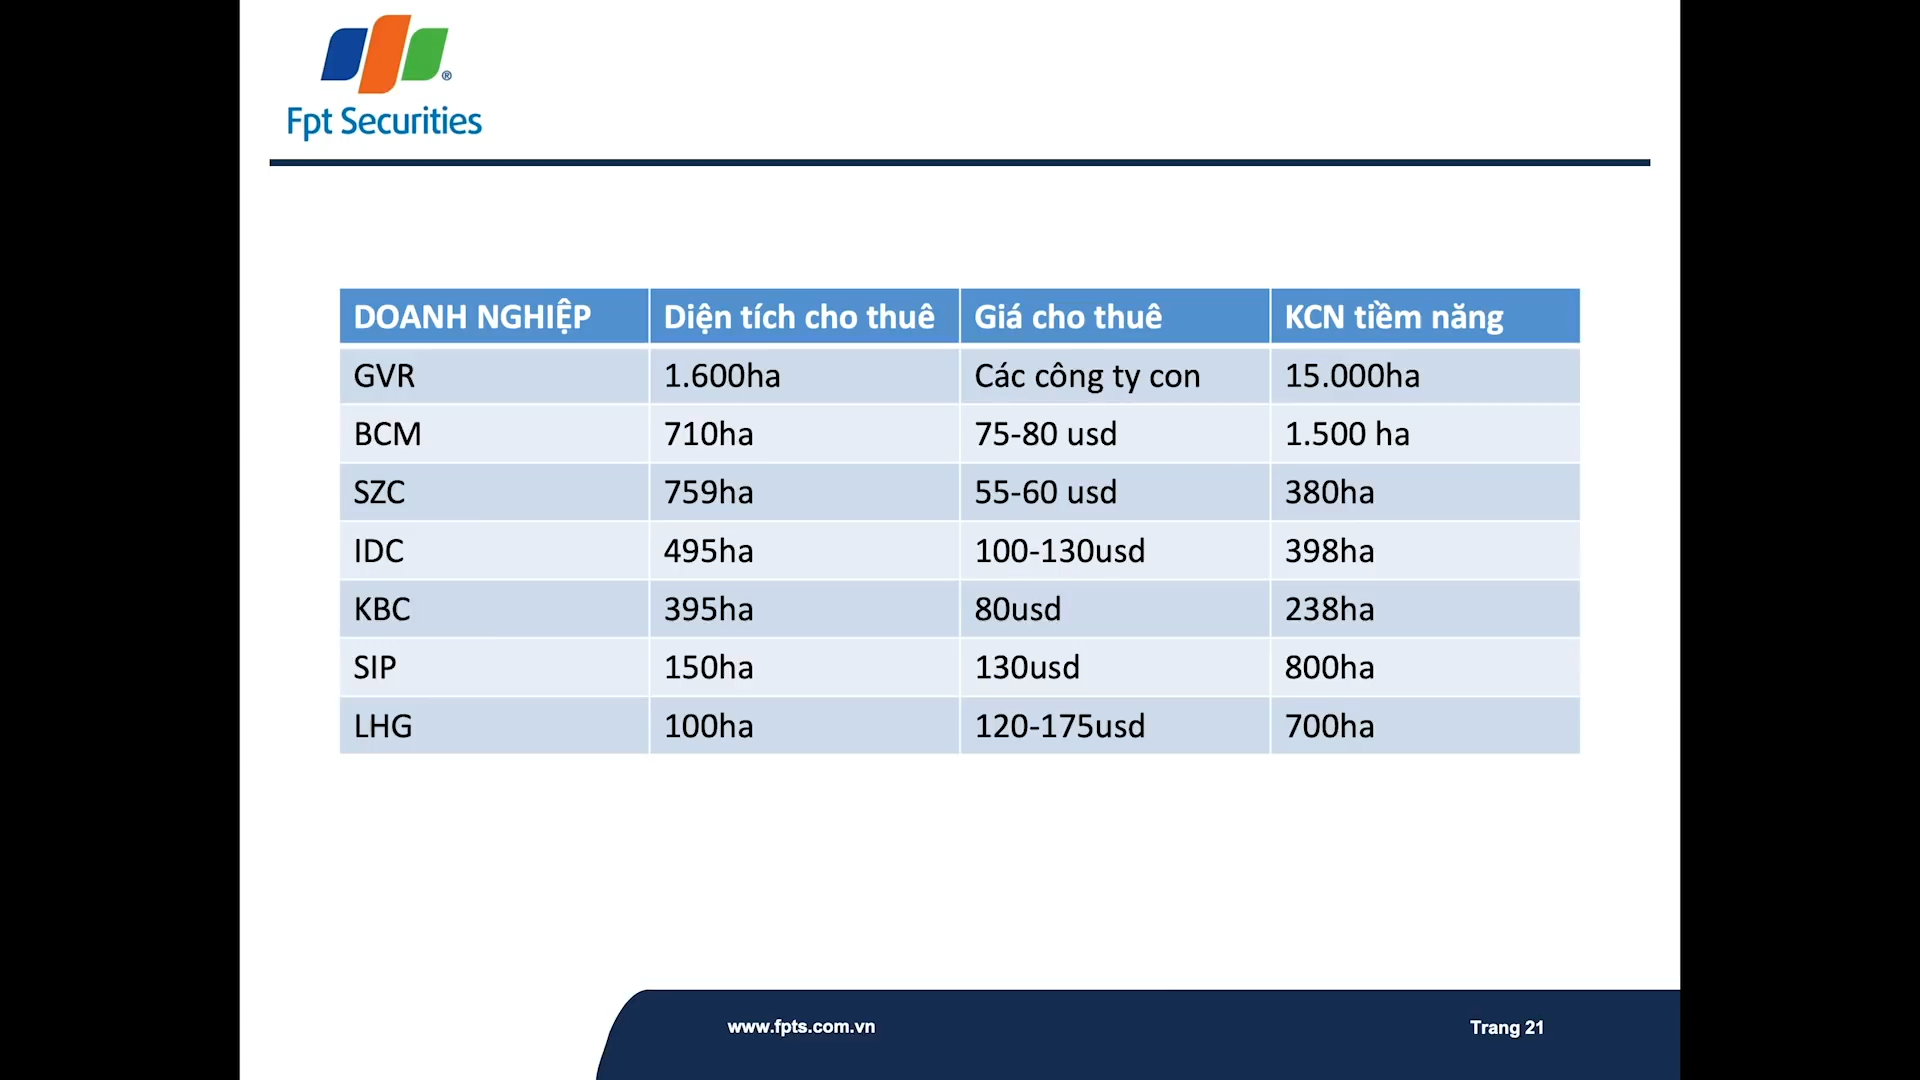 Fpt Securities ®
DOANH NGHIỆP Diện tích cho thuê Giá cho thuê KCN tiềm năng
GVR 1.600ha Các công ty con 15.000ha
BCM 710ha 75-80 usd 1.500 ha
SZC 759ha 55-60 usd 380ha
IDC 495ha 100-130usd 398ha
KBC 395ha 80usd 238ha
SIP 150ha 130usd 800ha
LHG 100ha 120-175usd 700ha
www.fpts.com.vn Trang 21